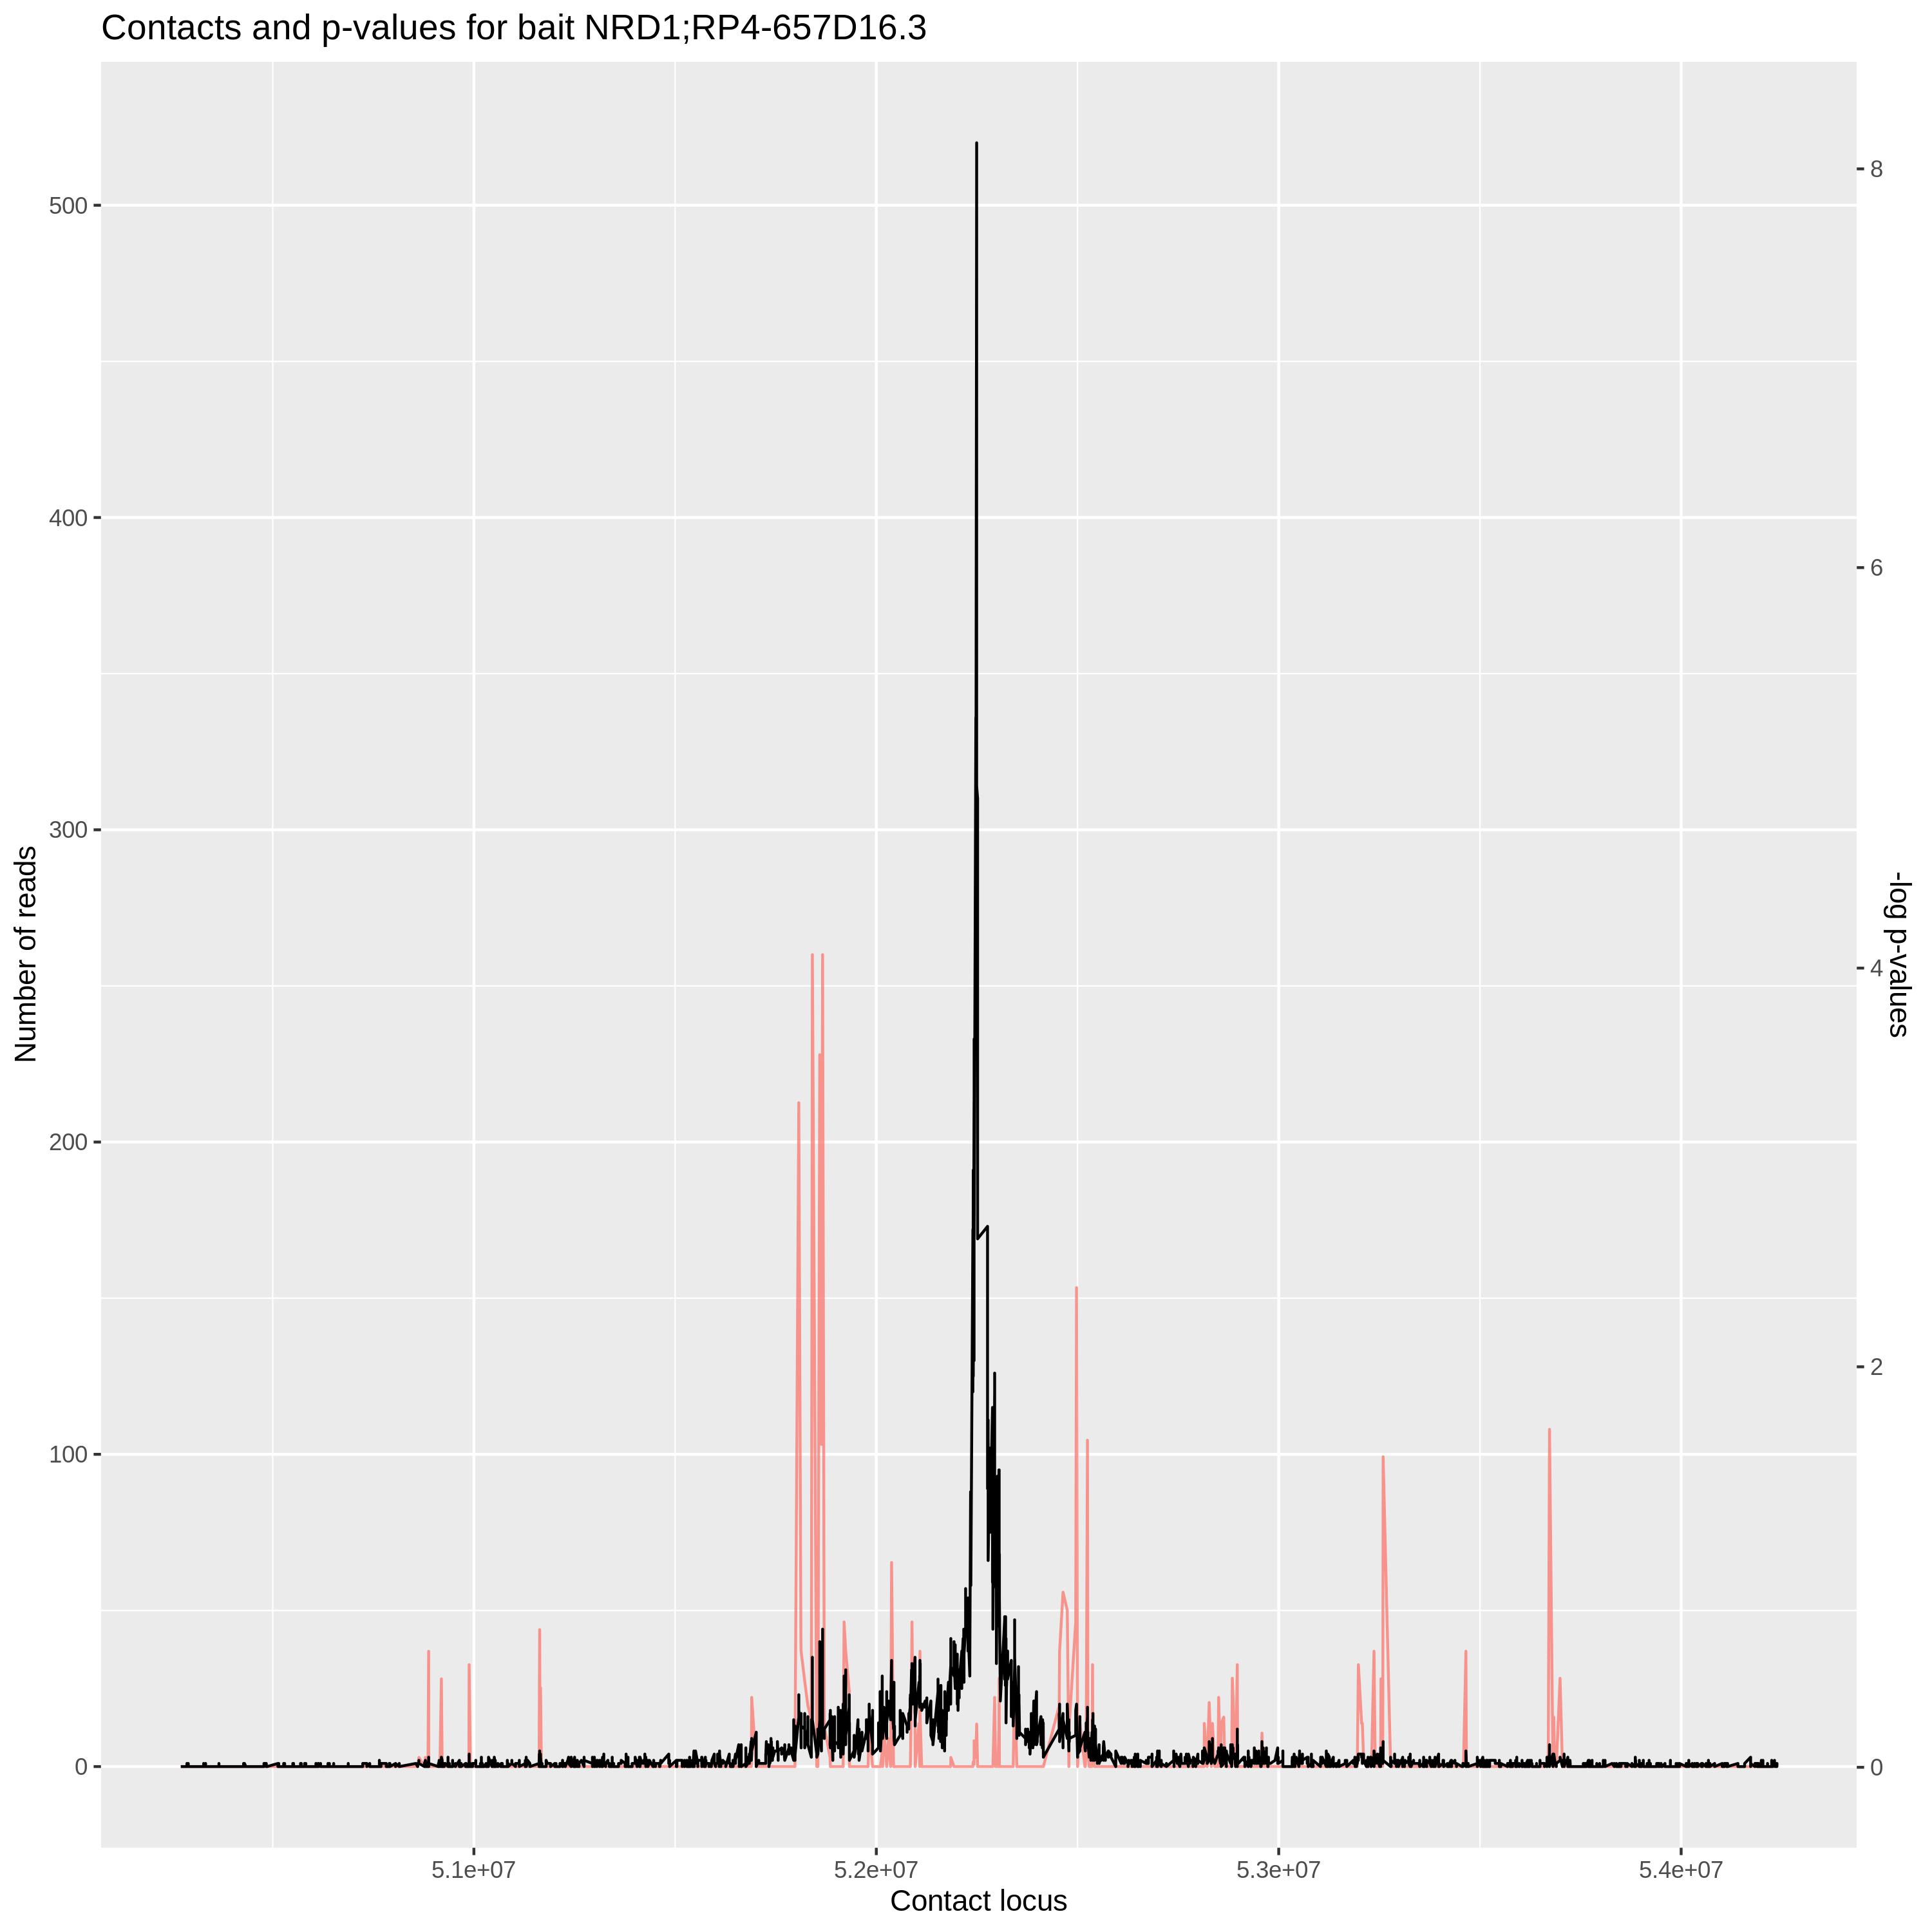 Contacts and p-values for bait NRD1;RP4-657D16.3
500
400
300
200
100
0
Number of reads
8
6
4
2
0
-log p-values
5.1e+07
5.2e+07
5.3e+07
5.4e+07
Contact locus